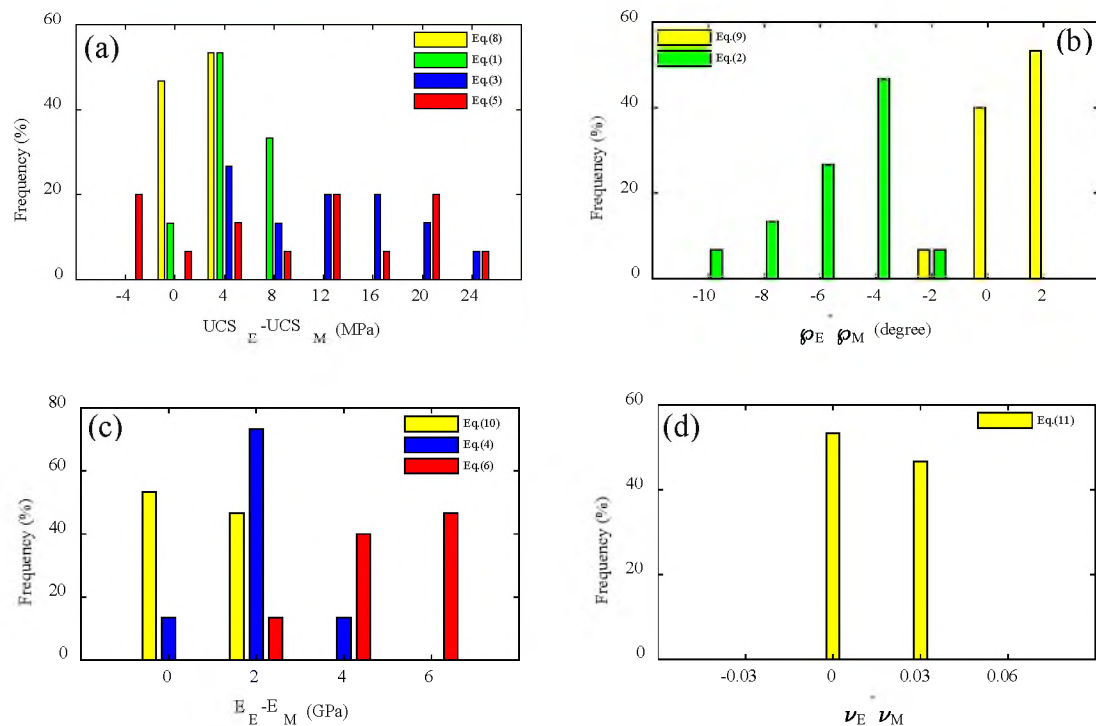 (a)
60
40
20
0
Frequency (%)
Eq.(8)
Eq.(1)
Eq.(3)
Eq.(5)
-4 0 4 8 12 16 20 24
UCS E-UCS M (MPa)
(b)
60
40
20
0
Frequency (%)
Eq.(9)
Eq.(2)
-10 -8 -6 -4 -2 0 2
℘E-℘M (degree)
(c)
80
60
40
20
0
Frequency (%)
Eq.(10)
Eq.(4)
Eq.(6)
0 2 4 6
E E-E M (GPa)
(d)
60
40
20
0
Frequency (%)
Eq.(11)
-0.03 0 0.03 0.06
νE-νM